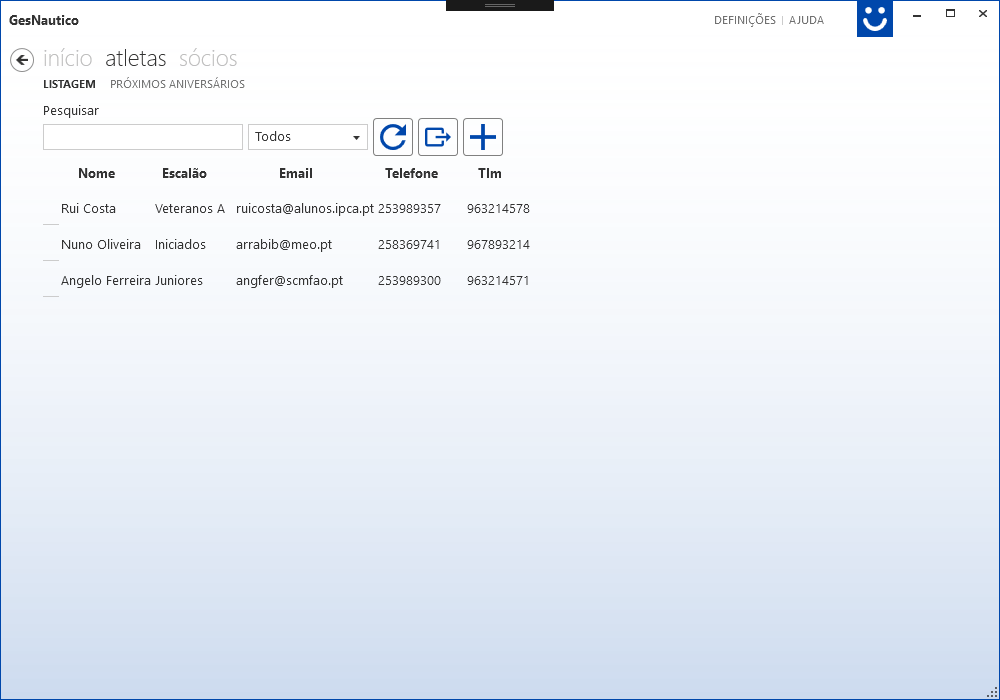 GesNautico
DEFINIÇÕES | AJUDA
início atletas sócios
LISTAGEM PRÓXIMOS ANIVERSÁRIOS
Pesquisar
Todos
Nome Escalão Email Telefone Tlm
Rui Costa Veteranos A ruicosta@alunos.ipca.pt 253989357 963214578
Nuno Oliveira Iniciados arrabib@meo.pt 258369741 967893214
Angelo Ferreira Juniores angfer@scmfao.pt 253989300 963214571